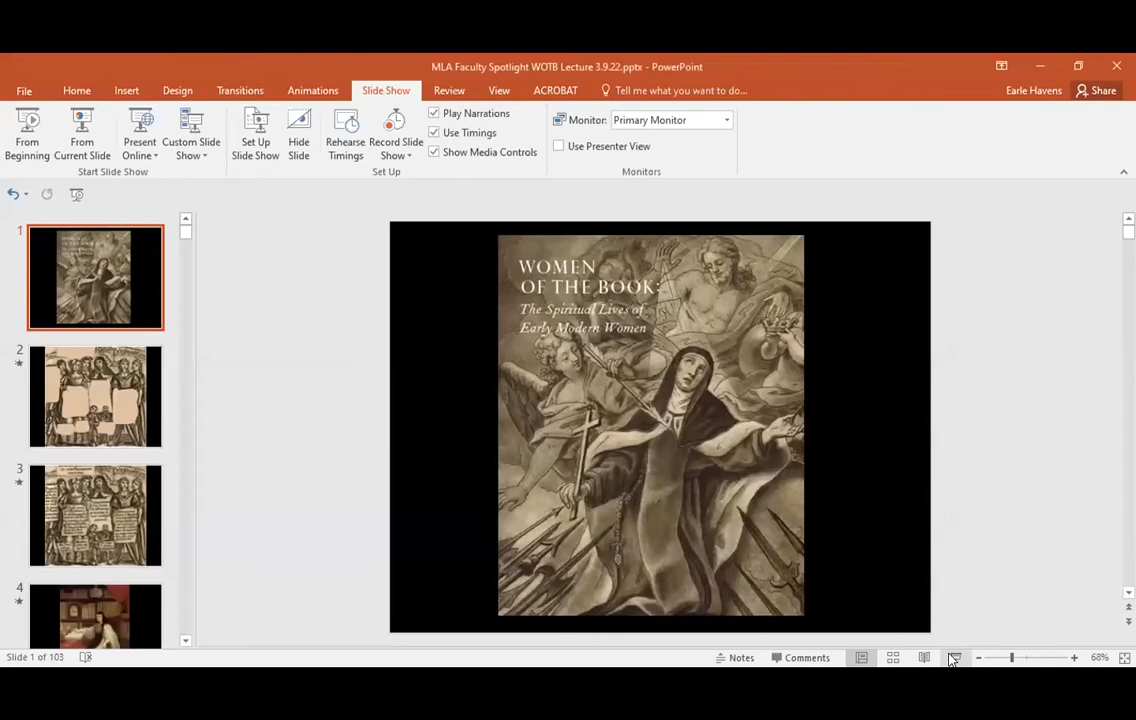 MLA Faculty Spotlight WOTB Lecture 3.9.22.pptx - PowerPoint
File Home Insert Design Transitions Animations Slide Show Review View ACROBAT Tell me what you want to do... Earle Havens Share
From Beginning
From Current Slide
Present Online
Custom Slide Show
Set Up Slide Show
Hide Slide
Rehearse Timings
Record Slide Show
Play Narrations
Use Timings
Show Media Controls
Monitor: Primary Monitor
Use Presenter View
Start Slide Show
Set Up
Monitors
1
2
3
4
WOMEN
OF THE BOOK:
The Spiritual Lives of
Early Modern Women
Slide 1 of 103
Notes Comments 68%